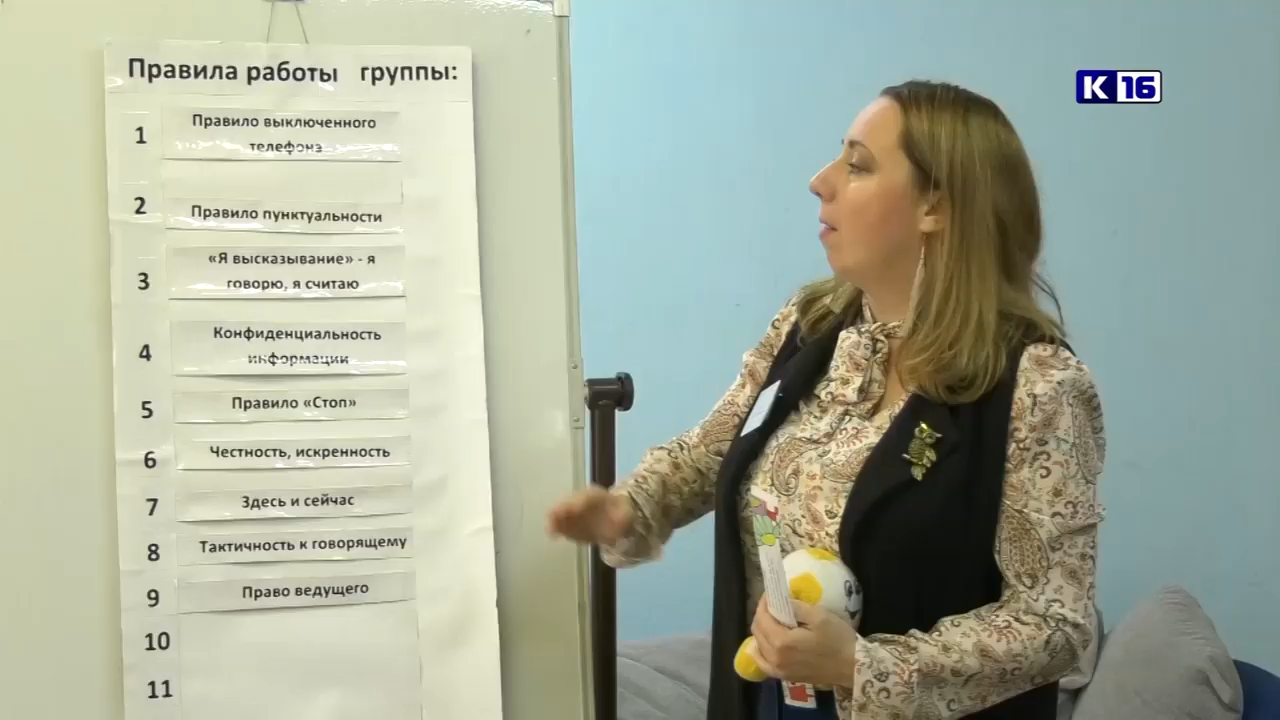 К16
Правила работы группы:
1 Правило выключенного
телефона
2 Правило пунктуальности
3 «Я высказывание» - я
говорю, я считаю
4 Конфиденциальность
информации
5 Правило «Стоп»
6 Честность, искренность
7 Здесь и сейчас
8 Тактичность к говорящему
9 Право ведущего
10
11